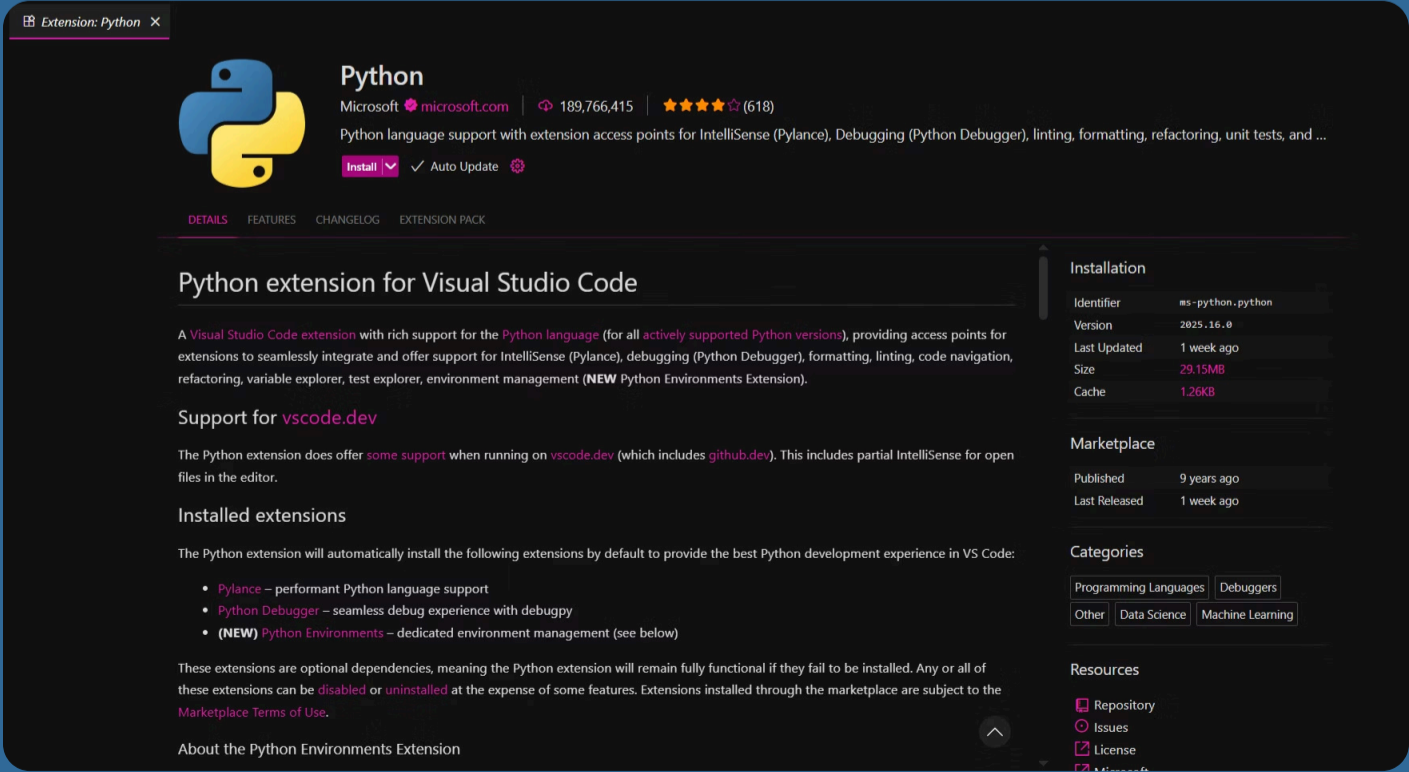 Extension: Python
Python
Microsoft microsoft.com 189,766,415 (618)
Python language support with extension access points for IntelliSense (Pylance), Debugging (Python Debugger), linting, formatting, refactoring, unit tests, and ...
Install Auto Update
DETAILS FEATURES CHANGELOG EXTENSION PACK
Python extension for Visual Studio Code
A Visual Studio Code extension with rich support for the Python language (for all actively supported Python versions), providing access points for
extensions to seamlessly integrate and offer support for IntelliSense (Pylance), debugging (Python Debugger), formatting, linting, code navigation,
refactoring, variable explorer, test explorer, environment management (NEW Python Environments Extension).
Support for vscode.dev
The Python extension does offer some support when running on vscode.dev (which includes github.dev). This includes partial IntelliSense for open
files in the editor.
Installed extensions
The Python extension will automatically install the following extensions by default to provide the best Python development experience in VS Code:
• Pylance – performant Python language support
• Python Debugger – seamless debug experience with debugpy
• (NEW) Python Environments – dedicated environment management (see below)
These extensions are optional dependencies, meaning the Python extension will remain fully functional if they fail to be installed. Any or all of
these extensions can be disabled or uninstalled at the expense of some features. Extensions installed through the marketplace are subject to the
Marketplace Terms of Use.
About the Python Environments Extension
Installation
Identifier ms-python.python
Version 2025.16.0
Last Updated 1 week ago
Size 29.15MB
Cache 1.26KB
Marketplace
Published 9 years ago
Last Released 1 week ago
Categories
Programming Languages Debuggers
Other Data Science Machine Learning
Resources
Repository
Issues
License
Microsoft